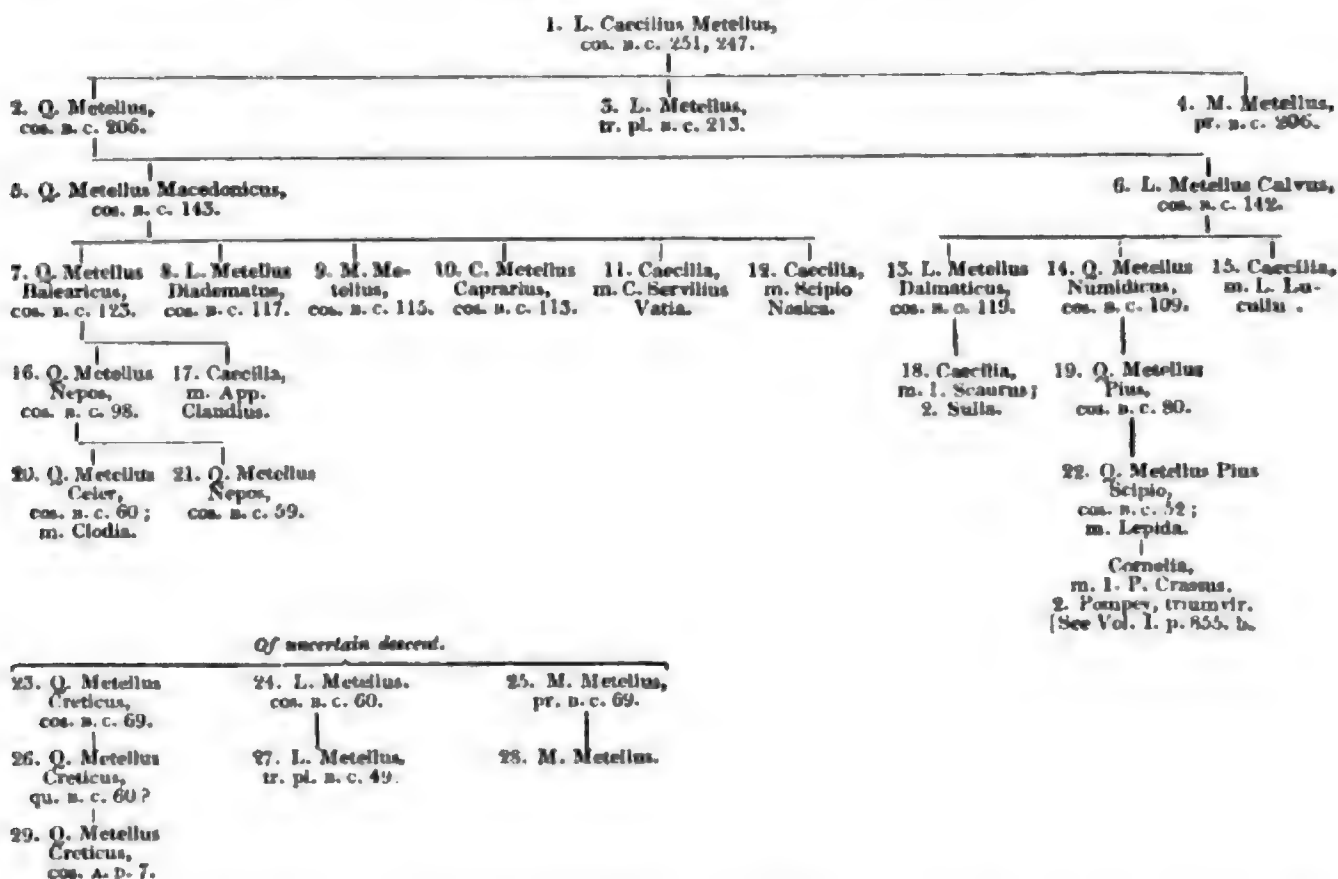 1. L. Caecilius Metellus,
cos. B. C. 251, 247.
2. Q. Metellus,
cos. B. C. 206.
3. L. Metellus,
tr. pl. B. C. 213.
4. M. Metellus,
pr. B. C. 206.
5. Q. Metellus Macedonicus,
cos. B. C. 143.
6. L. Metellus Calvus,
cos. B. C. 142.
7. Q. Metellus
Balearicus,
cos. B. C. 123.
8. L. Metellus
Diadematus,
cos. B. C. 117.
9. M. Me-
tellus,
cos. B. C. 115.
10. C. Metellus
Caprarius,
cos. B. C. 113.
11. Caecilia,
m. C. Servilius
Vatia.
12. Caecilia,
m. Scipio
Nasica.
13. L. Metellus
Dalmaticus,
cos. B. C. 119.
14. Q. Metellus
Numidicus,
cos. B. C. 109.
15. Caecilia,
m. L. Lu-
16. Q. Metellus
Nepos,
cos. B. C. 98.
17. Caecilia,
m. App.
Claudius.
18. Caecilia,
m. 1. Scaurus;
2. Sulla.
19. Q. Metellus
Pius,
cos. B. C. 80.
20. Q. Metellus
Celer,
cos. B. C. 60;
m. Clodia.
21. Q. Metellus
Nepos,
cos. B. C. 59.
22. Q. Metellus Pius
Scipio,
cos. B. C. 52;
m. Lepida.
Cornelia,
m. 1. P. Crassus.
2. Pompey, triumvir.
[See Vol. I. p. 855. b.
Of uncertain descent.
23. Q. Metellus
Creticus,
cos. B. C. 69.
24. L. Metellus.
cos. B. C. 60.
25. M. Metellus,
pr. B. C. 69.
26. Q. Metellus
Creticus,
qu. B. C. 60?
27. L. Metellus,
tr. pl. B. C. 49.
28. M. Metellus.
29. Q. Metellus
Creticus,
cos. A. D. 7.